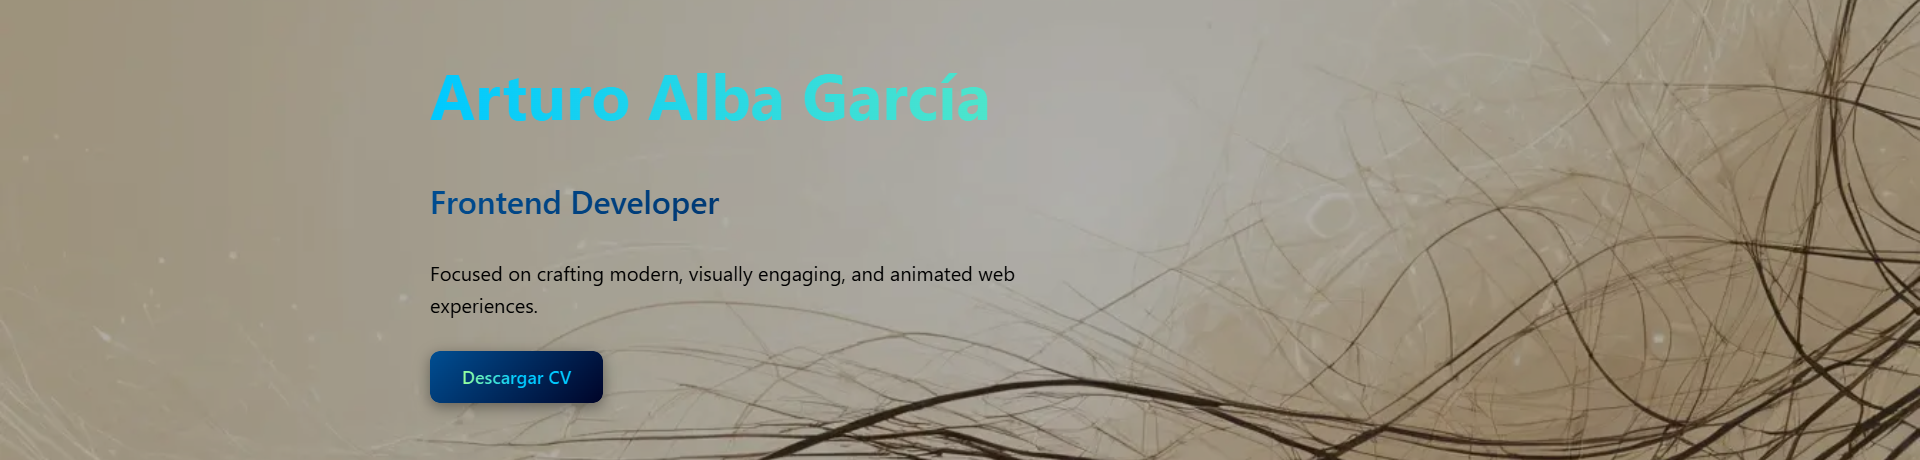 Arturo Alba García
Frontend Developer
Focused on crafting modern, visually engaging, and animated web
experiences.
Descargar CV